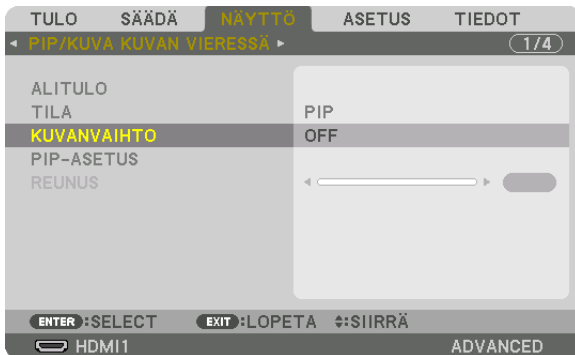 TULO SÄÄDÄ NÄYTTÖ ASETUS TIEDOT
PIP/KUVA KUVAN VIERESSÄ 1/4
ALITULO
TILA PIP
KUVANVAIHTO OFF
PIP-ASETUS
REUNUS
ENTER :SELECT EXIT :LOPETA :SIIRRÄ
HDMI1 ADVANCED